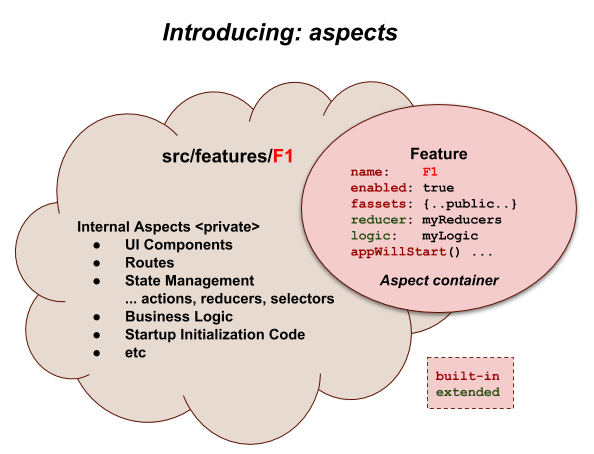 Introducing: aspects
src/features/F1
Internal Aspects <private>
● UI Components
● Routes
● State Management
... actions, reducers, selectors
● Business Logic
● Startup Initialization Code
● etc
Feature
name: F1
enabled: true
fassets: {..public..}
reducer: myReducers
logic: myLogic
appWillStart() ...
Aspect container
built-in
extended